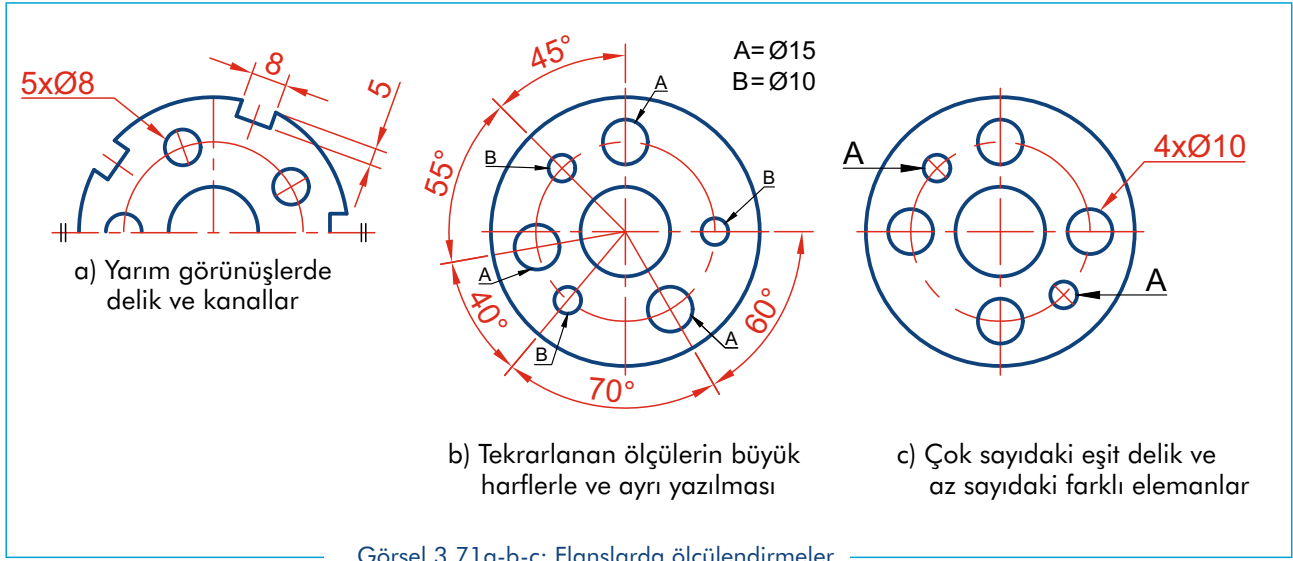 5xØ8
8
5
a) Yarım görünüşlerde
delik ve kanallar
45°
55°
40°
70°
60°
A
B
B
A
B
A
A=Ø15
B=Ø10
b) Tekrarlanan ölçülerin büyük
harflerle ve ayrı yazılması
A
4xØ10
A
c) Çok sayıdaki eşit delik ve
az sayıdaki farklı elemanlar
Görsel 3.71a-b-c: Flanşlarda ölçülendirmeler